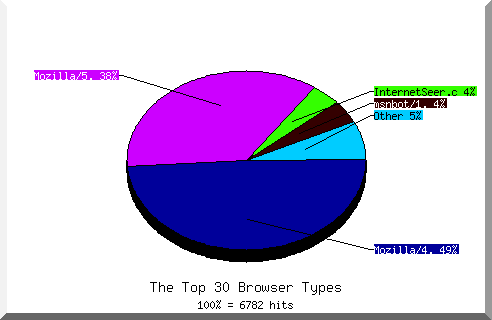 Mozilla/5, 38%
InternetSeer.c 4%
msnbot/1, 4%
Other 5%
Mozilla/4, 49%
The Top 30 Browser Types
100% = 6782 hits